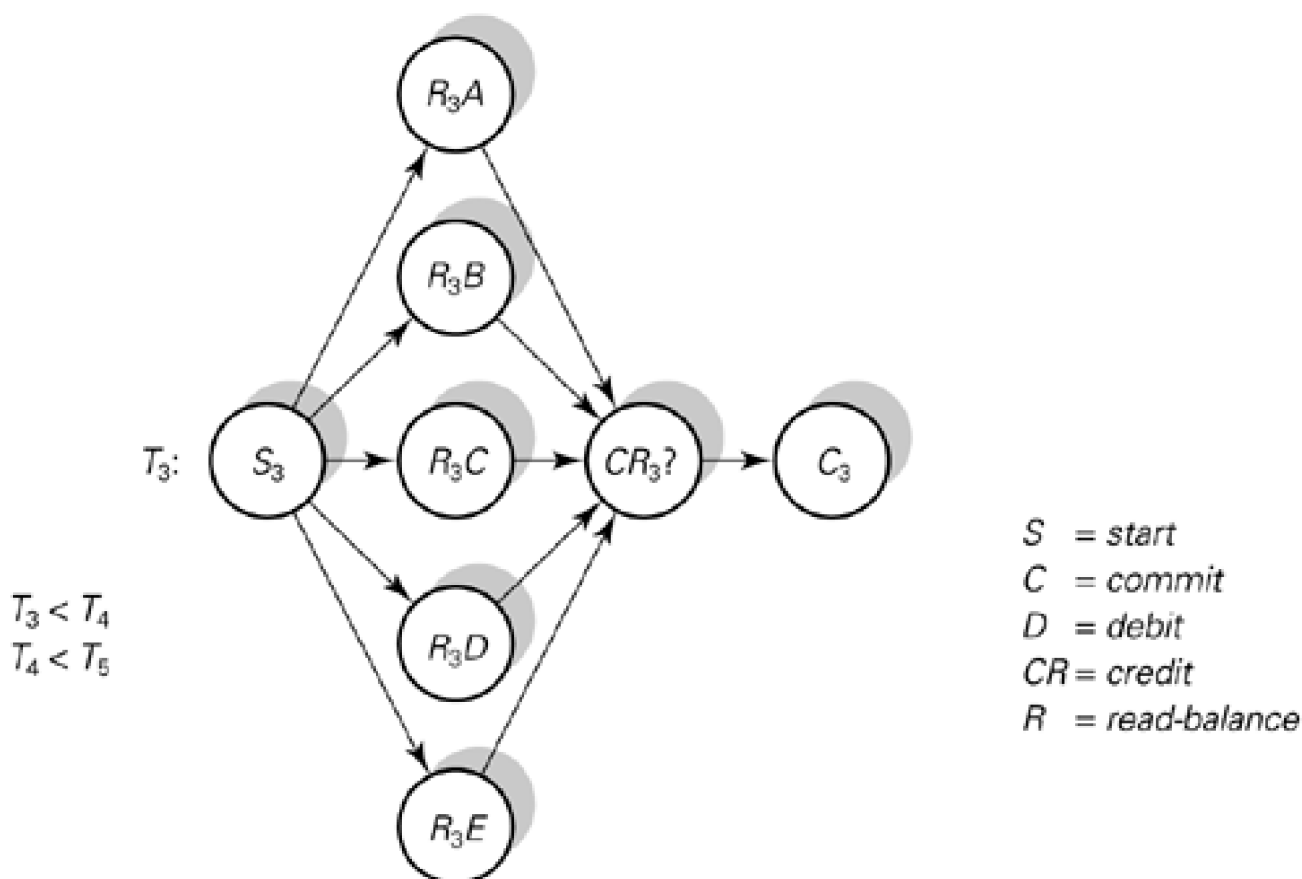 R₃A
R₃B
T₃: S₃ R₃C CR₃? C₃
R₃D
R₃E
T₃ < T₄
T₄ < T₅
S = start
C = commit
D = debit
CR = credit
R = read-balance